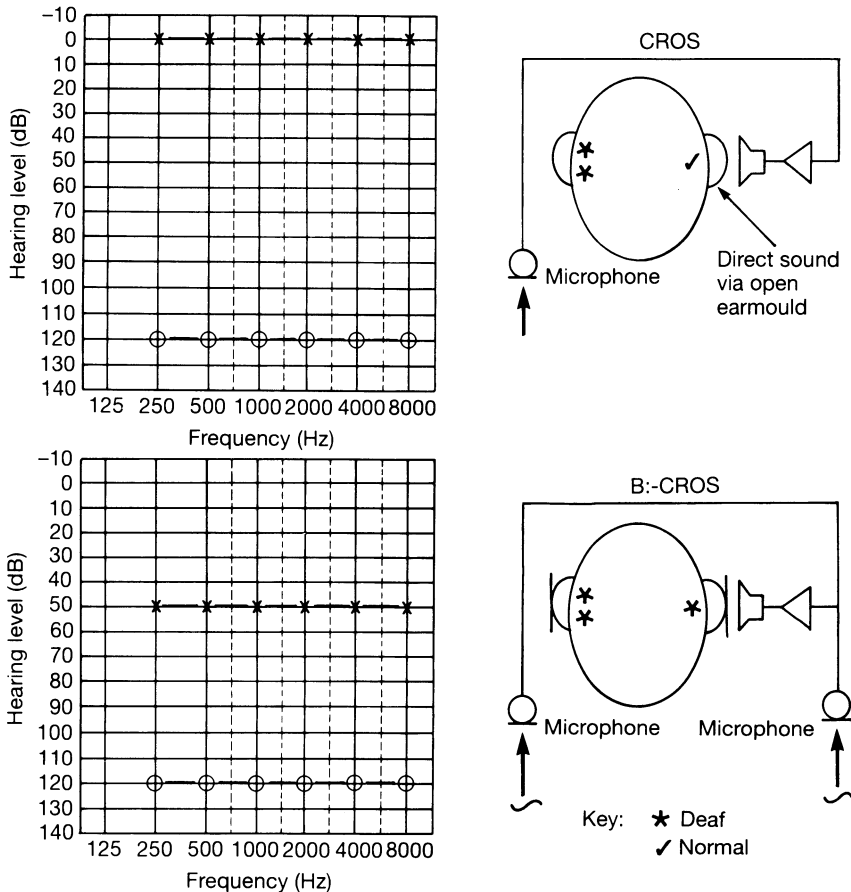 −10
0
10
20
30
40
50
60
70
80
90
100
110
120
130
140
Hearing level (dB)
125 250 500 1000 2000 4000 8000
Frequency (Hz)
CROS
Microphone
Direct sound
via open
earmould
−10
0
10
20
30
40
50
60
70
80
90
100
110
120
130
140
Hearing level (dB)
125 250 500 1000 2000 4000 8000
Frequency (Hz)
B:-CROS
Microphone Microphone
Key: * Deaf
✓ Normal